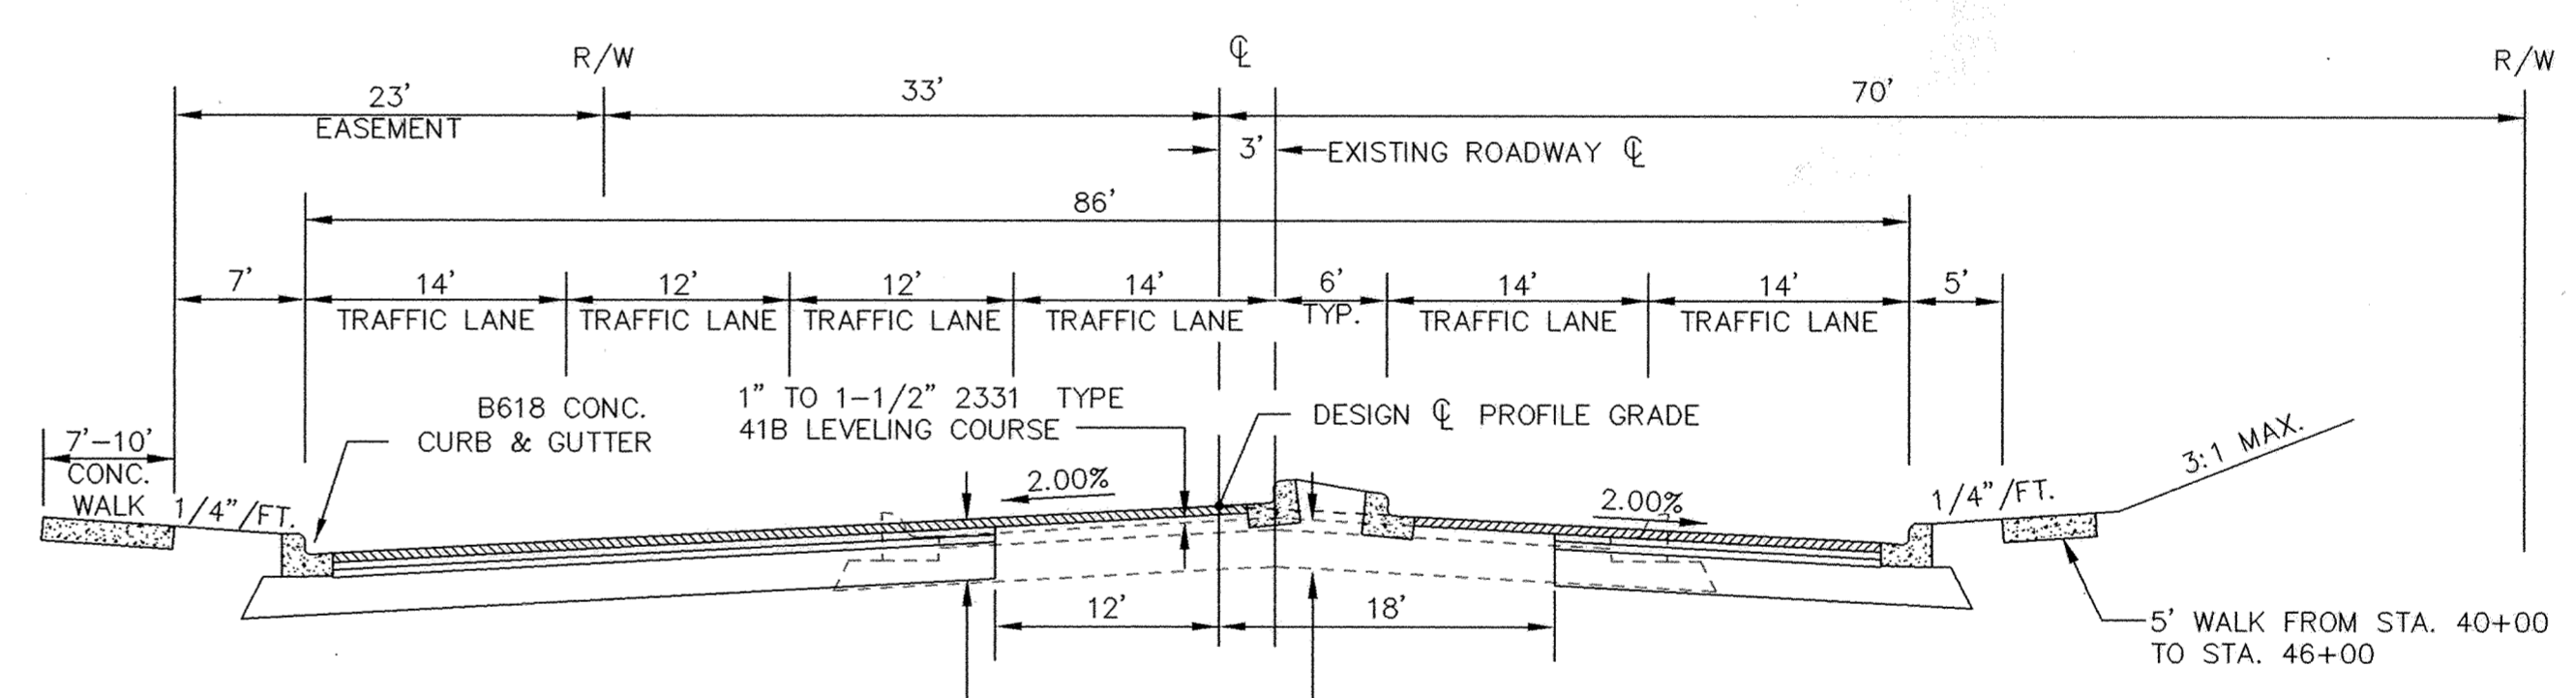 R/W
℄
R/W
23'
33'
70'
EASEMENT
3'
EXISTING ROADWAY ℄
86'
7'
14'
12'
12'
14'
6'
14'
14'
5'
TRAFFIC LANE
TRAFFIC LANE
TRAFFIC LANE
TRAFFIC LANE
TYP.
TRAFFIC LANE
TRAFFIC LANE
B618 CONC.
CURB & GUTTER
1" TO 1-1/2" 2331 TYPE
41B LEVELING COURSE
DESIGN ℄ PROFILE GRADE
7'-10'
CONC.
WALK
1/4"/FT.
2.00%
2.00%
1/4"/FT.
3:1 MAX.
12'
18'
5' WALK FROM STA. 40+00
TO STA. 46+00